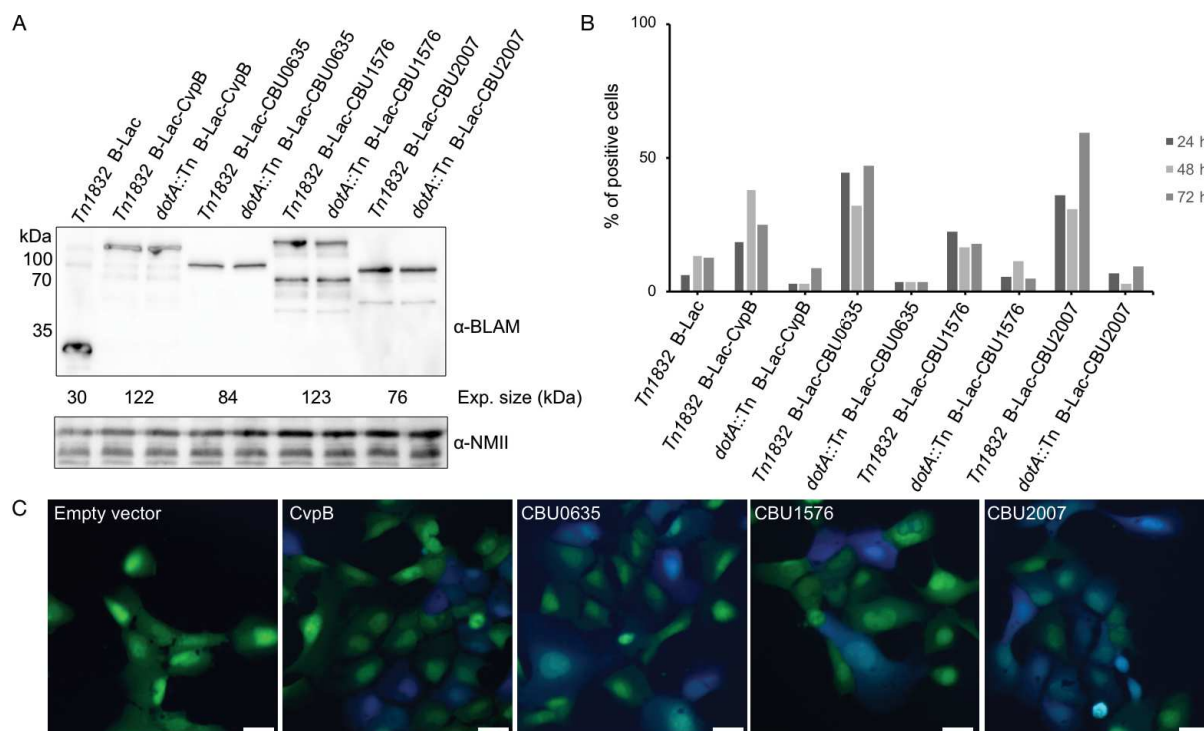 A
Tn1832 B-Lac
Tn1832 B-Lac-CvpB
dotA::Tn B-Lac-CvpB
Tn1832 B-Lac-CBU0635
dotA::Tn B-Lac-CBU0635
Tn1832 B-Lac-CBU1576
dotA::Tn B-Lac-CBU1576
Tn1832 B-Lac-CBU2007
dotA::Tn B-Lac-CBU2007
kDa
100
70
35
α-BLAM
30 122 84 123 76 Exp. size (kDa)
α-NMII
B
% of positive cells
100
50
0
24 h
48 h
72 h
Tn1832 B-Lac
Tn1832 B-Lac-CvpB
dotA::Tn B-Lac-CvpB
Tn1832 B-Lac-CBU0635
dotA::Tn B-Lac-CBU0635
Tn1832 B-Lac-CBU1576
dotA::Tn B-Lac-CBU1576
Tn1832 B-Lac-CBU2007
dotA::Tn B-Lac-CBU2007
C
Empty vector
CvpB
CBU0635
CBU1576
CBU2007